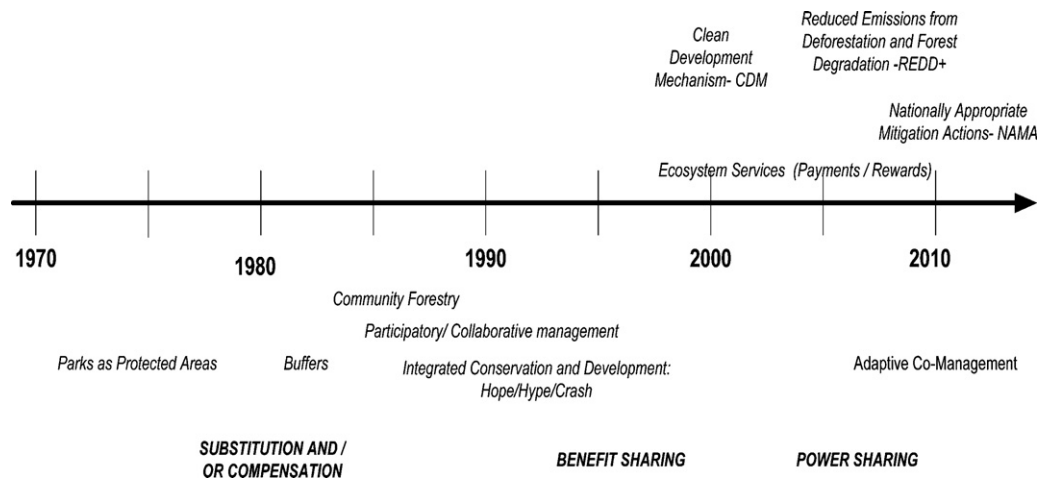 Clean
Development
Mechanism- CDM
Reduced Emissions from
Deforestation and Forest
Degradation -REDD+
Nationally Appropriate
Mitigation Actions- NAMA
Ecosystem Services (Payments / Rewards)
1970
1980
1990
2000
2010
Community Forestry
Participatory/ Collaborative management
Parks as Protected Areas
Buffers
Integrated Conservation and Development:
Hope/Hype/Crash
Adaptive Co-Management
SUBSTITUTION AND /
OR COMPENSATION
BENEFIT SHARING
POWER SHARING